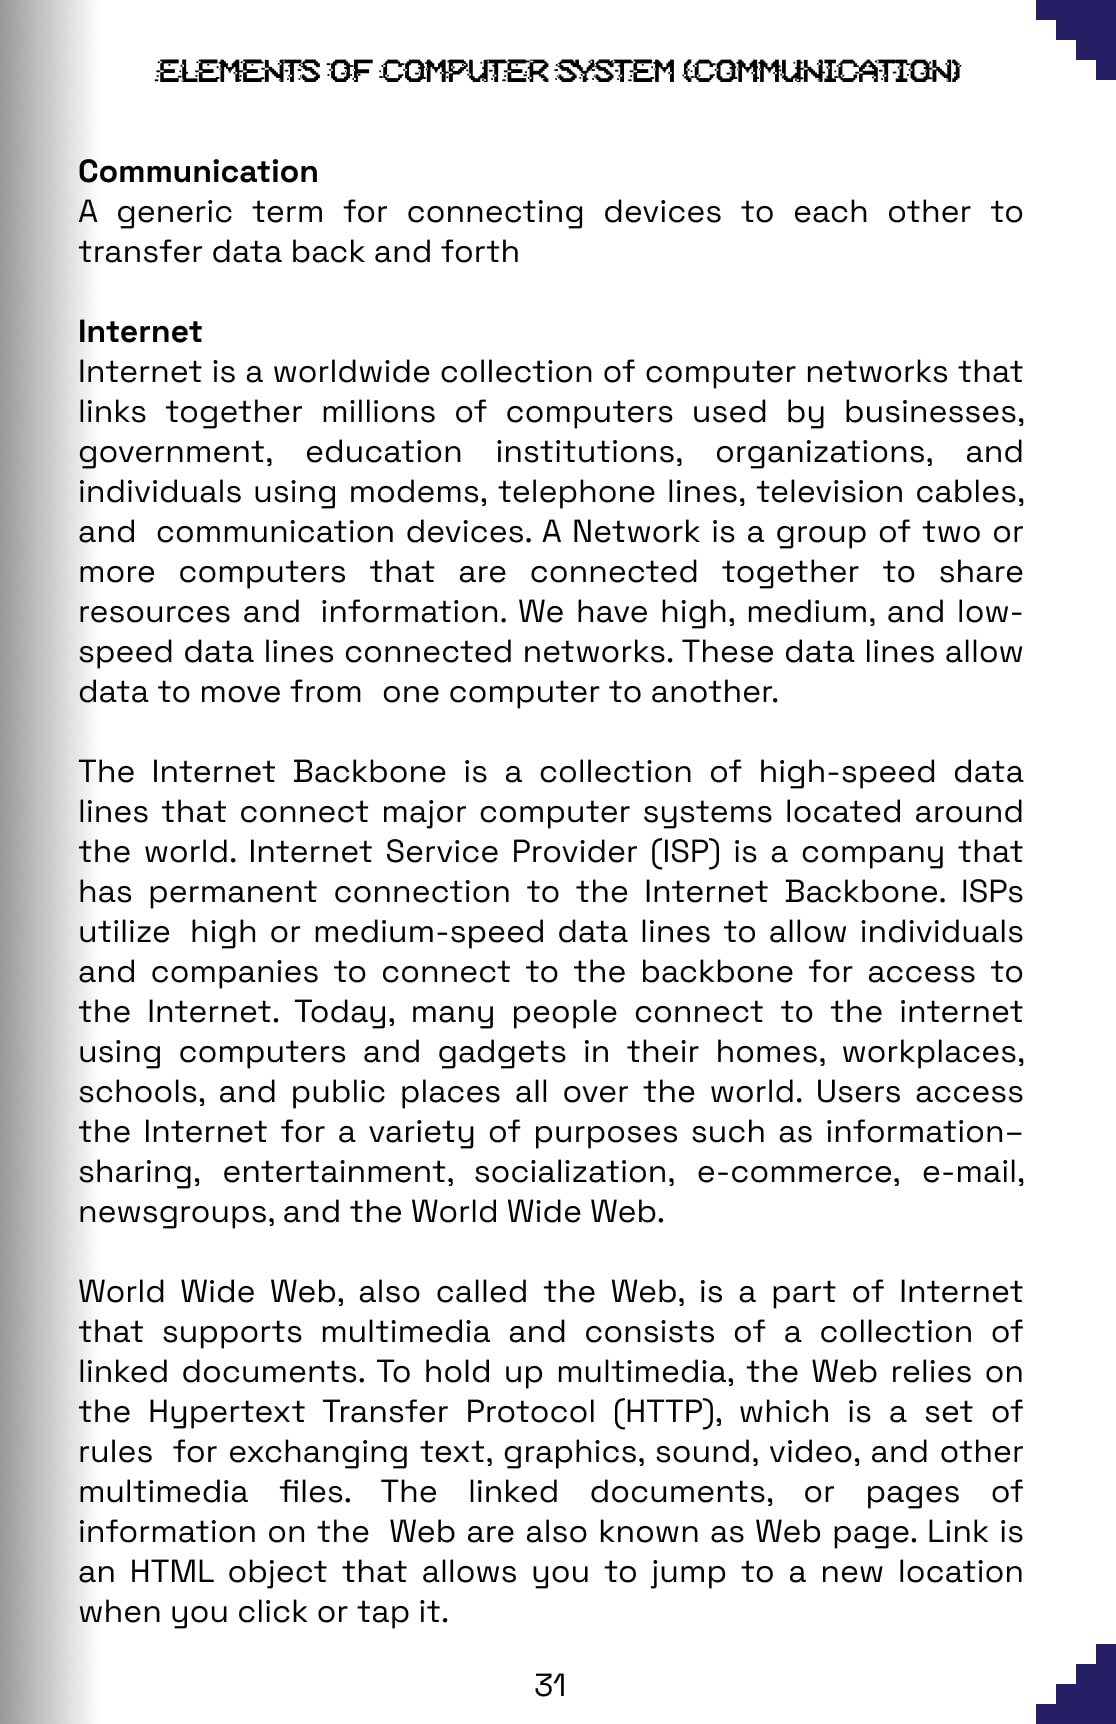 ELEMENTS OF COMPUTER SYSTEM (COMMUNICATION)
Communication
A generic term for connecting devices to each other to
transfer data back and forth
Internet
Internet is a worldwide collection of computer networks that
links together millions of computers used by businesses,
government, education institutions, organizations, and
individuals using modems, telephone lines, television cables,
and communication devices. A Network is a group of two or
more computers that are connected together to share
resources and information. We have high, medium, and low-
speed data lines connected networks. These data lines allow
data to move from one computer to another.
The Internet Backbone is a collection of high-speed data
lines that connect major computer systems located around
the world. Internet Service Provider (ISP) is a company that
has permanent connection to the Internet Backbone. ISPs
utilize high or medium-speed data lines to allow individuals
and companies to connect to the backbone for access to
the Internet. Today, many people connect to the internet
using computers and gadgets in their homes, workplaces,
schools, and public places all over the world. Users access
the Internet for a variety of purposes such as information–
sharing, entertainment, socialization, e-commerce, e-mail,
newsgroups, and the World Wide Web.
World Wide Web, also called the Web, is a part of Internet
that supports multimedia and consists of a collection of
linked documents. To hold up multimedia, the Web relies on
the Hypertext Transfer Protocol (HTTP), which is a set of
rules for exchanging text, graphics, sound, video, and other
multimedia files. The linked documents, or pages of
information on the Web are also known as Web page. Link is
an HTML object that allows you to jump to a new location
when you click or tap it.
31